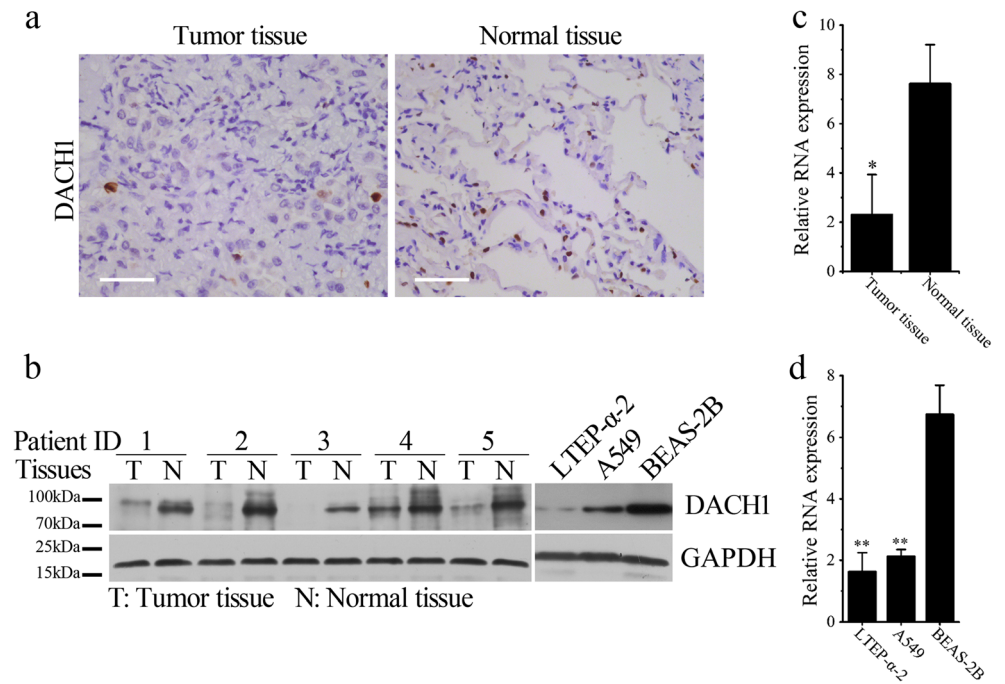 a
Tumor tissue
Normal tissue
DACH1
b
Patient ID 1 2 3 4 5
Tissues T N T N T N T N T N
LTEP-α-2
A549
BEAS-2B
100kDa
70kDa
25kDa
15kDa
DACH1
GAPDH
T: Tumor tissue N: Normal tissue
c
Relative RNA expression
10
8
6
4
2
0
*
Tumor tissue
Normal tissue
d
Relative RNA expression
8
6
4
2
0
**
**
LTEP-α-2
A549
BEAS-2B